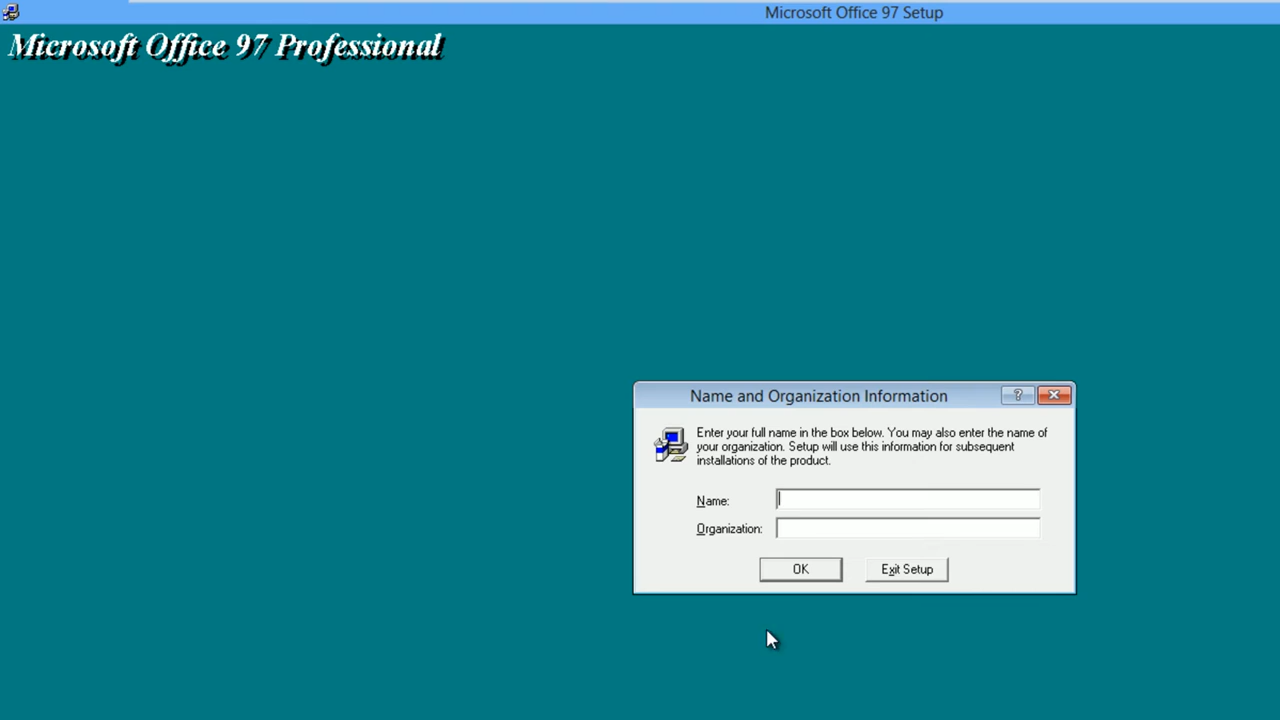 Microsoft Office 97 Setup
Microsoft Office 97 Professional
Name and Organization Information
?
Enter your full name in the box below. You may also enter the name of
your organization. Setup will use this information for subsequent
installations of the product.
Name:
Organization:
OK
Exit Setup